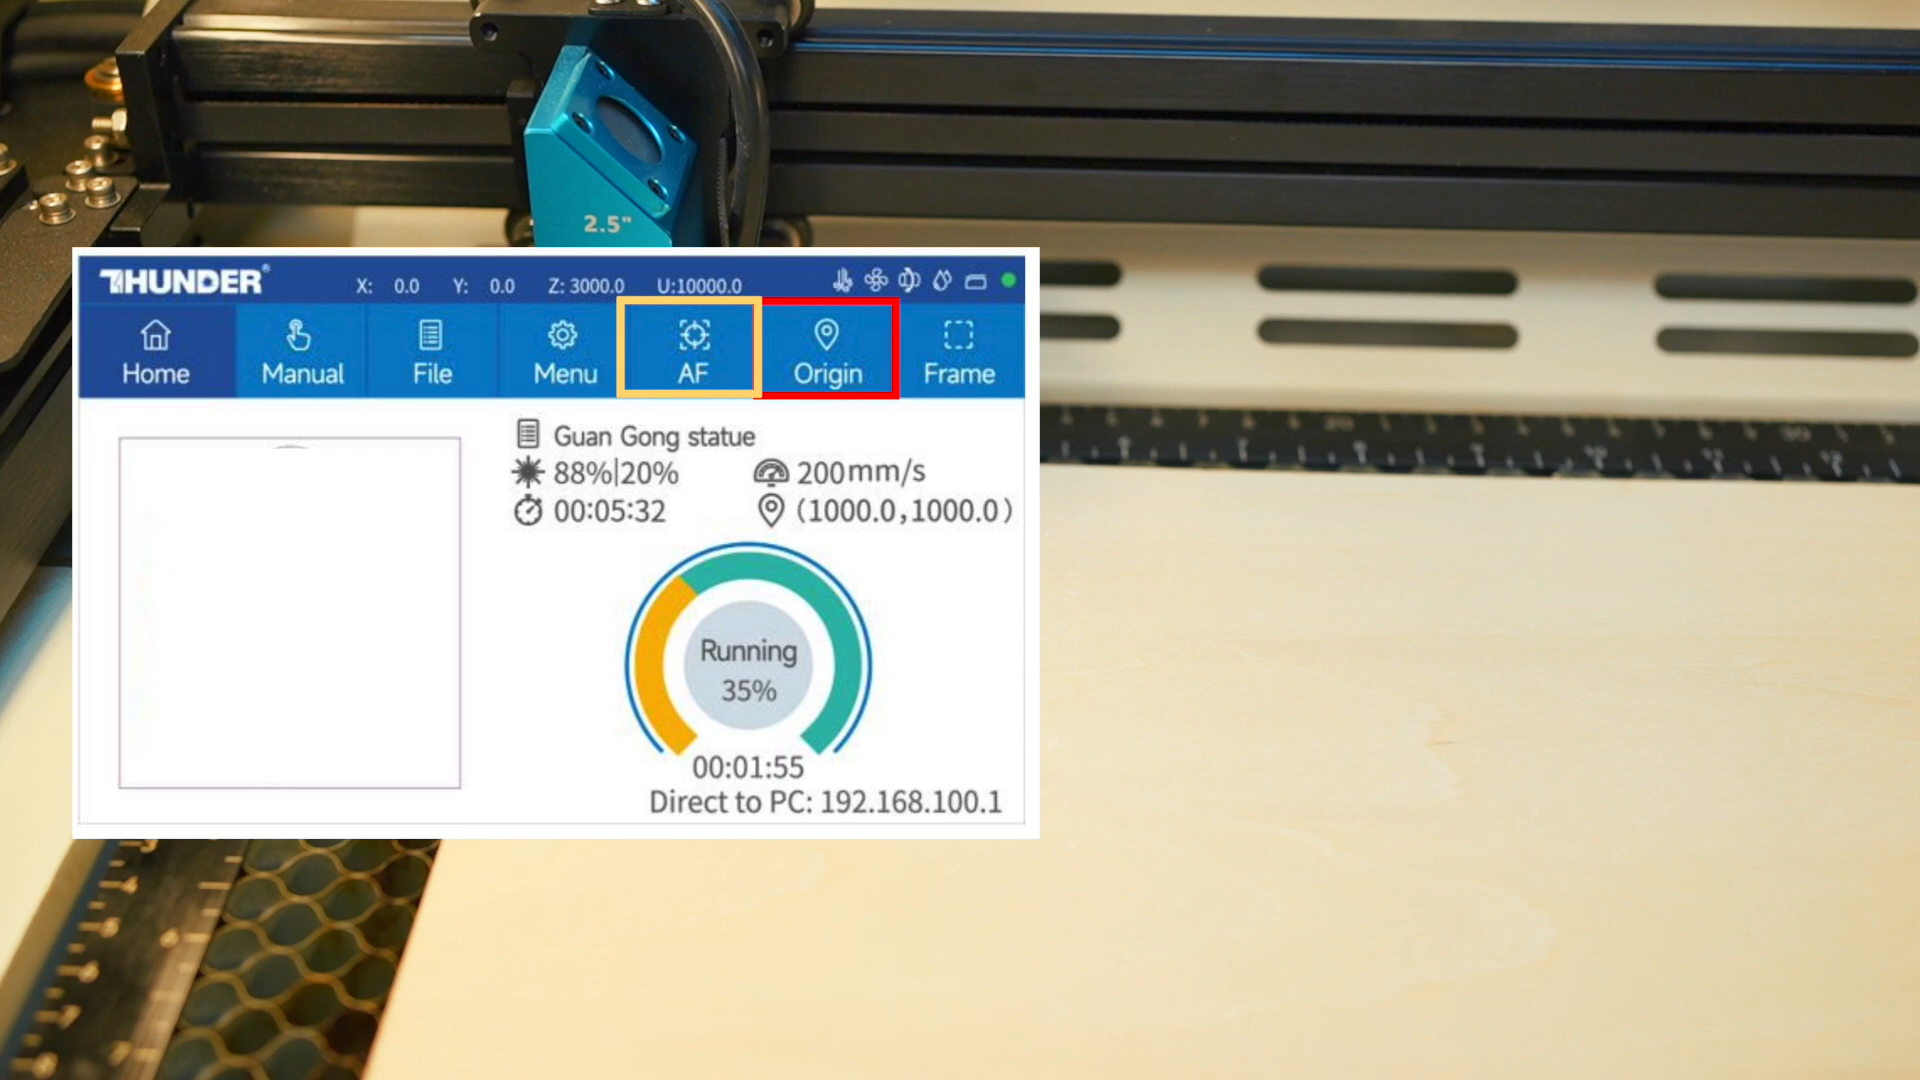 2.5"
THUNDER®
X: 0.0 Y: 0.0 Z: 3000.0 U:10000.0
Home Manual File Menu AF Origin Frame
Guan Gong statue
88%|20% 200mm/s
00:05:32 (1000.0,1000.0)
Running
35%
00:01:55
Direct to PC: 192.168.100.1